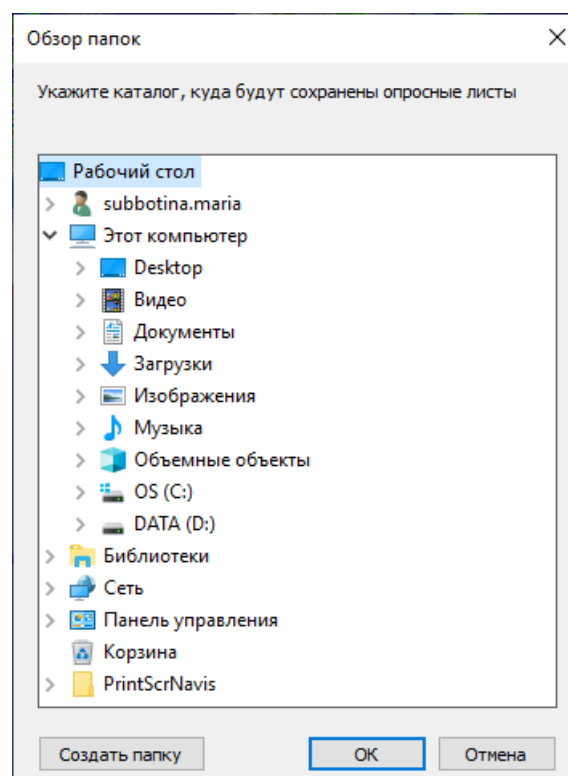 Обзор папок
Укажите каталог, куда будут сохранены опросные листы
Рабочий стол
subbotina.maria
Этот компьютер
Desktop
Видео
Документы
Загрузки
Изображения
Музыка
Объемные объекты
OS (C:)
DATA (D:)
Библиотеки
Сеть
Панель управления
Корзина
PrintScrNavis
Создать папку ОК Отмена